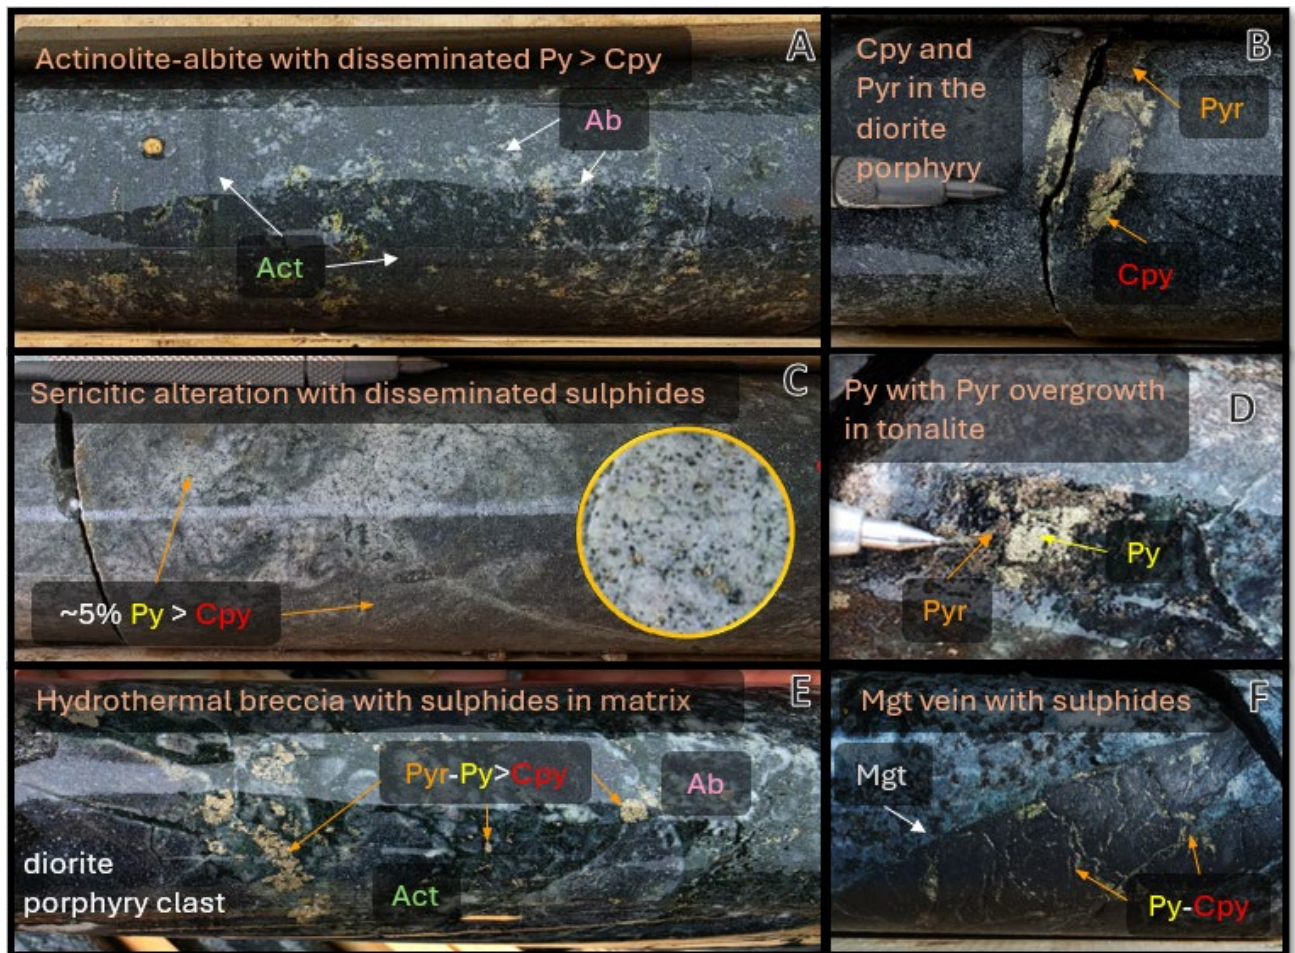 Actinolite-albite with disseminated Py > Cpy
A
Ab
Act
Cpy and
Pyr in the
diorite
porphyry
B
Pyr
Cpy
Sericitic alteration with disseminated sulphides
C
~5% Py > Cpy
Py with Pyr overgrowth
in tonalite
D
Py
Pyr
Hydrothermal breccia with sulphides in matrix
E
Pyr-Py>Cpy
Ab
diorite
porphyry clast
Act
Mgt vein with sulphides
F
Mgt
Py-Cpy